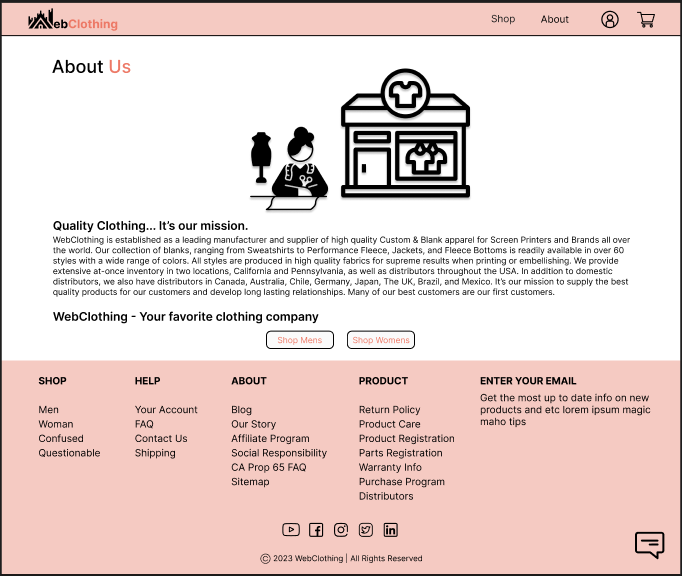 WebClothing
Shop
About
About Us
Quality Clothing... It's our mission.
WebClothing is established as a leading manufacturer and supplier of high quality Custom & Blank apparel for Screen Printers and Brands all over
the world. Our collection of blanks, ranging from Sweatshirts to Performance Fleece, Jackets, and Fleece Bottoms is readily available in over 60
styles with a wide range of colors. All styles are produced in high quality fabrics for supreme results when printing or embellishing. We provide
extensive at-once inventory in two locations, California and Pennsylvania, as well as distributors throughout the USA. In addition to domestic
distributors, we also have distributors in Canada, Australia, Chile, Germany, Japan, The UK, Brazil, and Mexico. It's our mission to supply the best
quality products for our customers and develop long lasting relationships. Many of our best customers are our first customers.
WebClothing - Your favorite clothing company
Shop Mens
Shop Womens
SHOP
Men
Woman
Confused
Questionable
HELP
Your Account
FAQ
Contact Us
Shipping
ABOUT
Blog
Our Story
Affiliate Program
Social Responsibility
CA Prop 65 FAQ
Sitemap
PRODUCT
Return Policy
Product Care
Product Registration
Parts Registration
Warranty Info
Purchase Program
Distributors
ENTER YOUR EMAIL
Get the most up to date info on new
products and etc lorem ipsum magic
maho tips
© 2023 WebClothing | All Rights Reserved